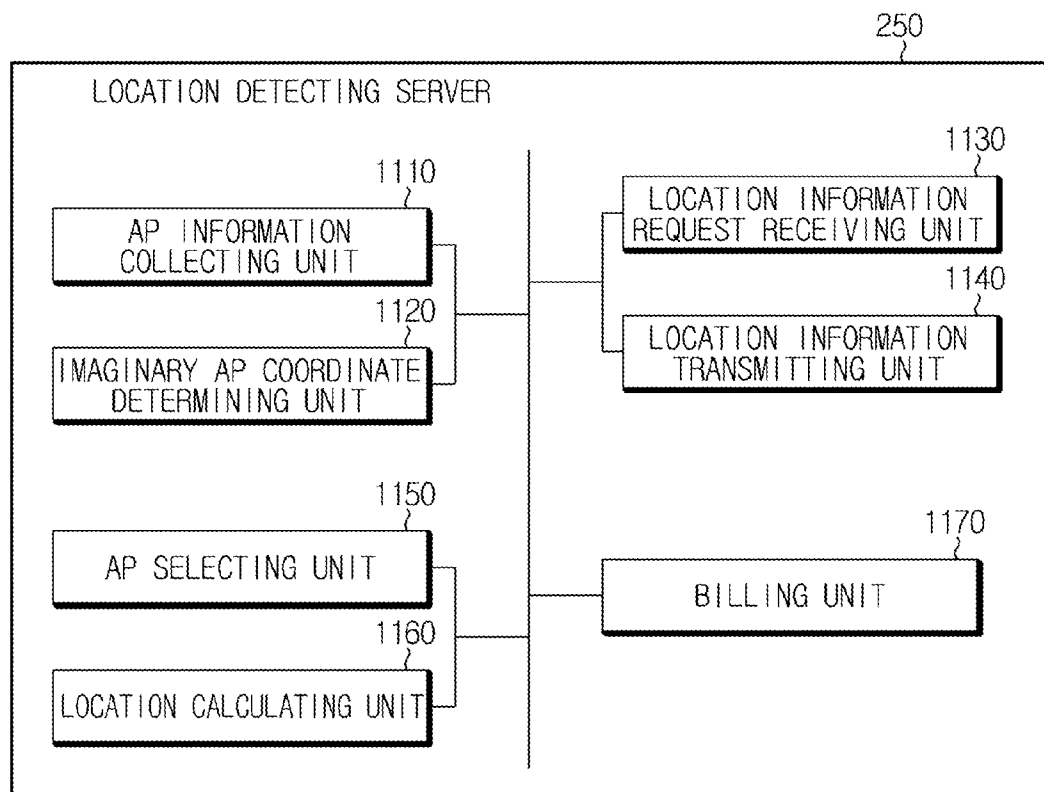 250
LOCATION DETECTING SERVER
1110
AP INFORMATION
COLLECTING UNIT
1120
IMAGINARY AP COORDINATE
DETERMINING UNIT
1130
LOCATION INFORMATION
REQUEST RECEIVING UNIT
1140
LOCATION INFORMATION
TRANSMITTING UNIT
1150
AP SELECTING UNIT
1160
LOCATION CALCULATING UNIT
1170
BILLING UNIT